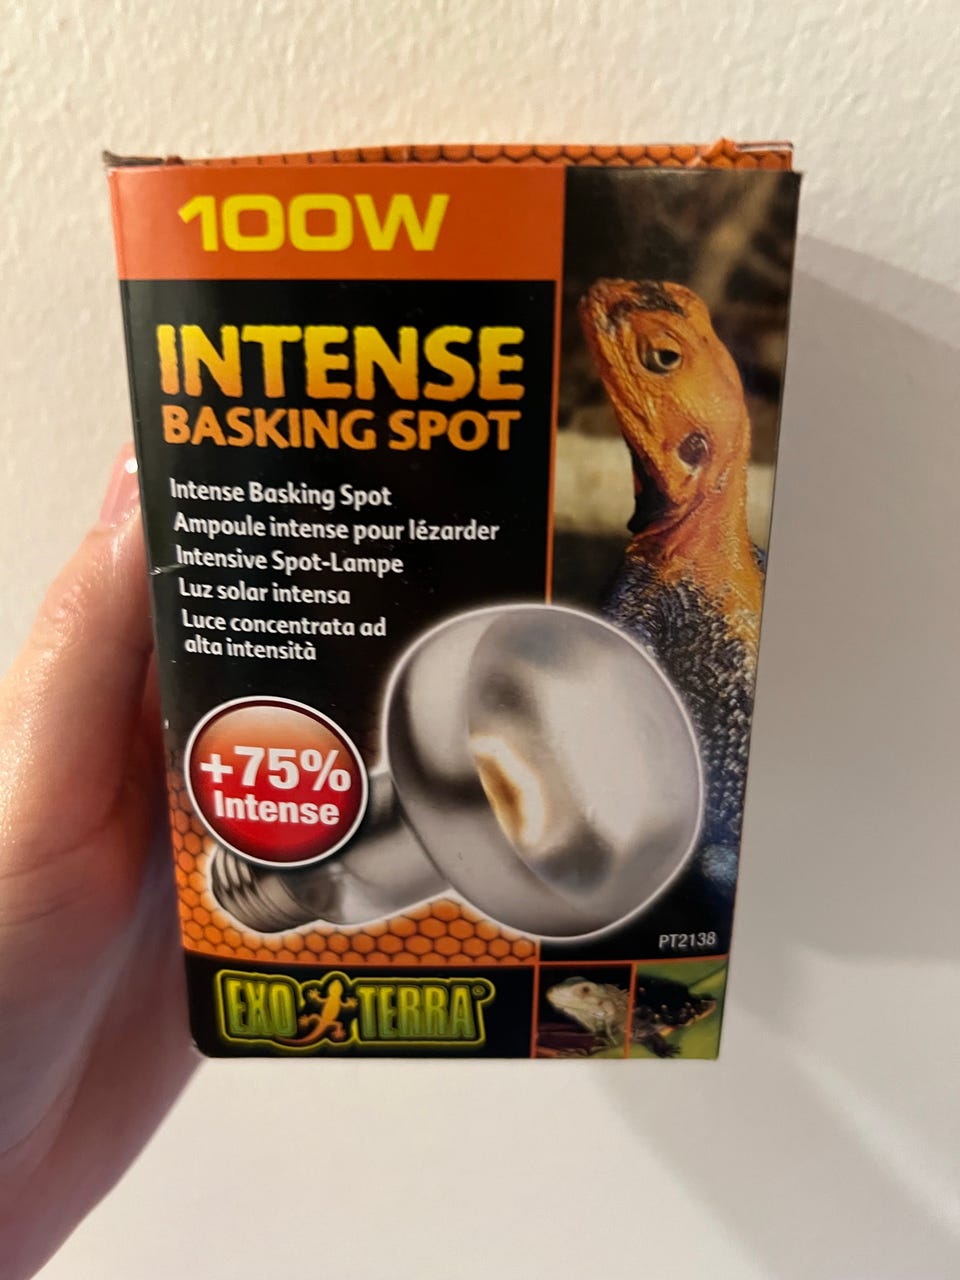 100W
INTENSE
BASKING SPOT
Intense Basking Spot
Ampoule intense pour lézarder
Intensive Spot-Lampe
Luz solar intensa
Luce concentrata ad
alta intensità
+75%
Intense
PT2138
EXO TERRA®